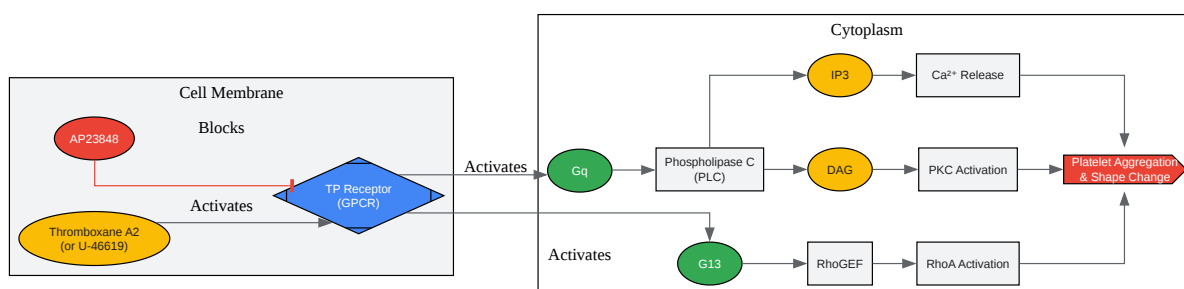 Cell Membrane
Blocks
AP23848
Activates
Thromboxane A2
(or U-46619)
TP Receptor
(GPCR)
Activates
Activates
Cytoplasm
IP3
Ca²⁺ Release
Gq
Phospholipase C
(PLC)
DAG
PKC Activation
Platelet Aggregation
& Shape Change
G13
RhoGEF
RhoA Activation